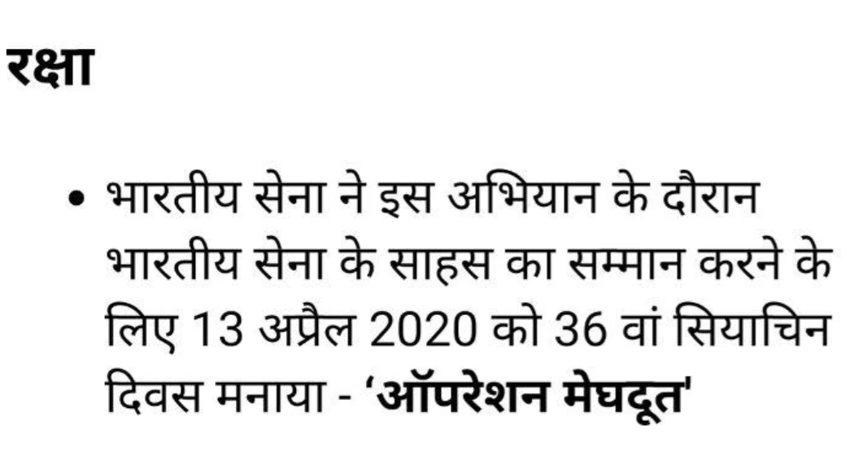 रक्षा
• भारतीय सेना ने इस अभियान के दौरान
भारतीय सेना के साहस का सम्मान करने के
लिए 13 अप्रैल 2020 को 36 वां सियाचिन
दिवस मनाया - ‘ऑपरेशन मेघदूत'